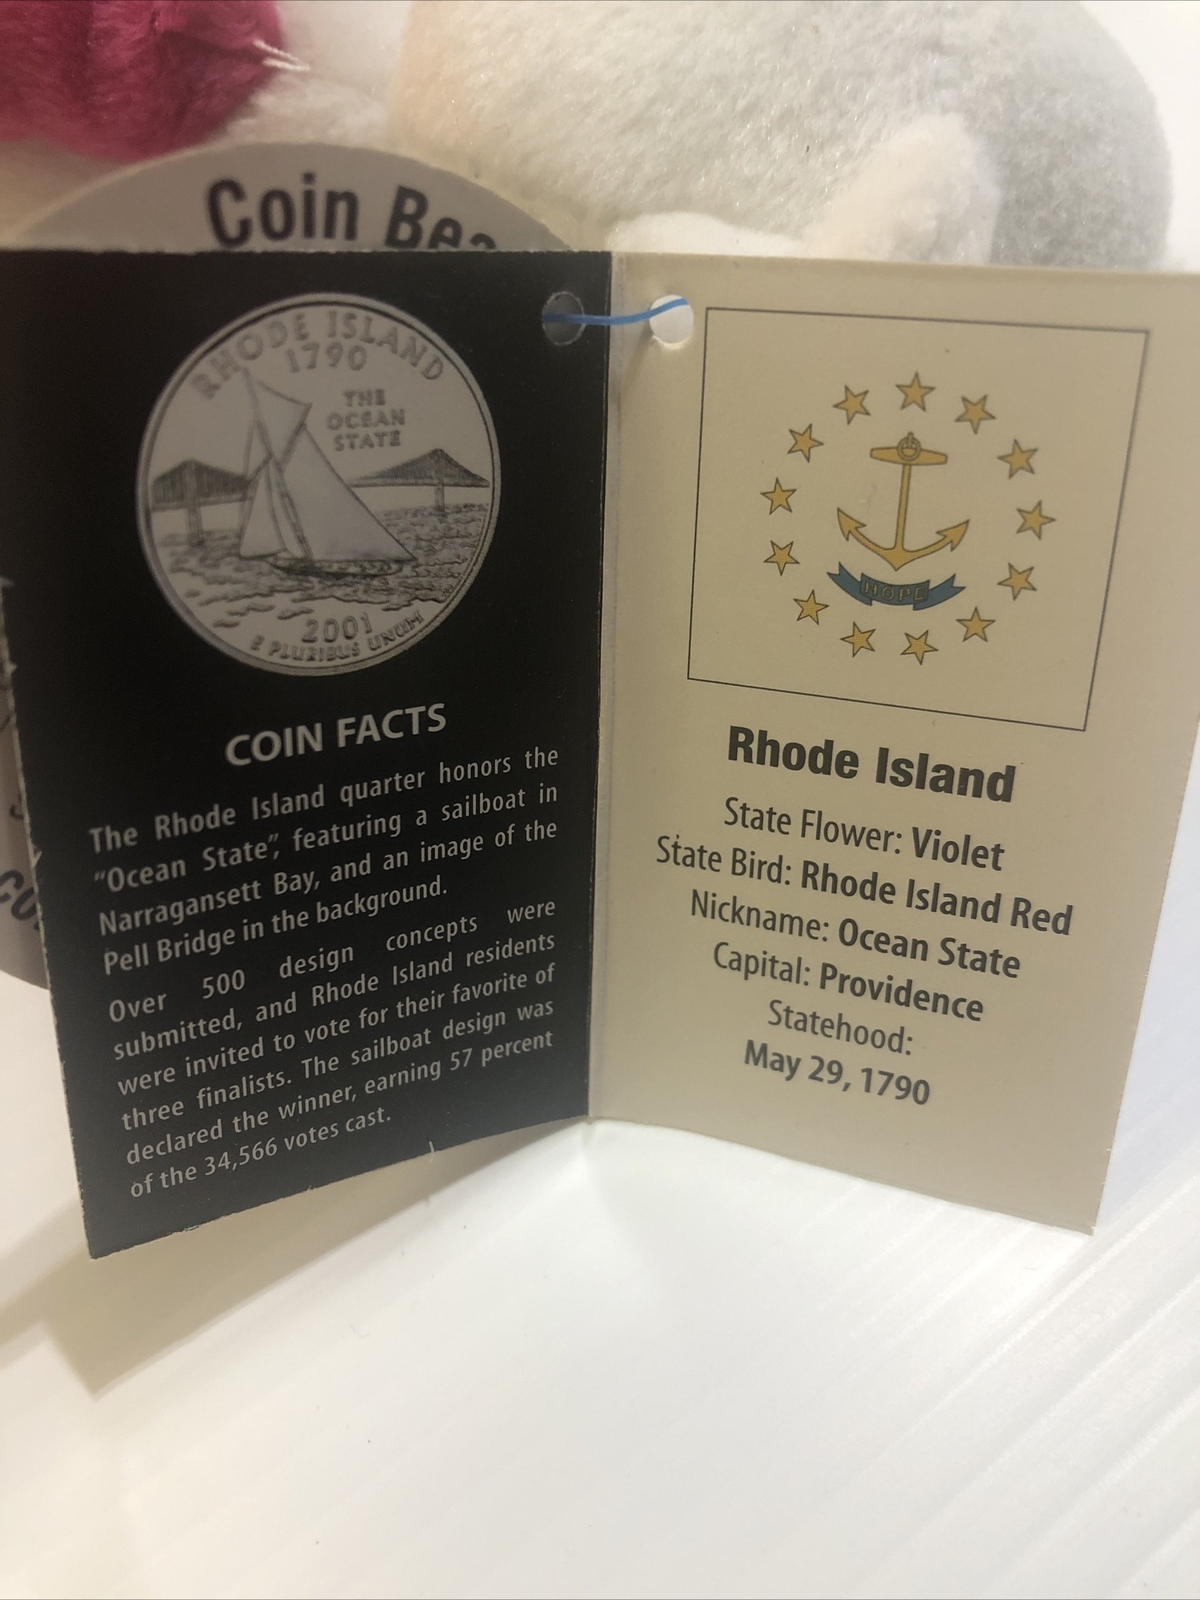 Coin
RHODE ISLAND
1790
THE
OCEAN
STATE
2001
E PLURIBUS UNUM
COIN FACTS
The Rhode Island quarter honors the
“Ocean State”, featuring a sailboat in
Narragansett Bay, and an image of the
Pell Bridge in the background.
Over 500 design concepts were
submitted, and Rhode Island residents
were invited to vote for their favorite of
three finalists. The sailboat design was
declared the winner, earning 57 percent
of the 34,566 votes cast.
HOPE
Rhode Island
State Flower: Violet
State Bird: Rhode Island Red
Nickname: Ocean State
Capital: Providence
Statehood:
May 29, 1790